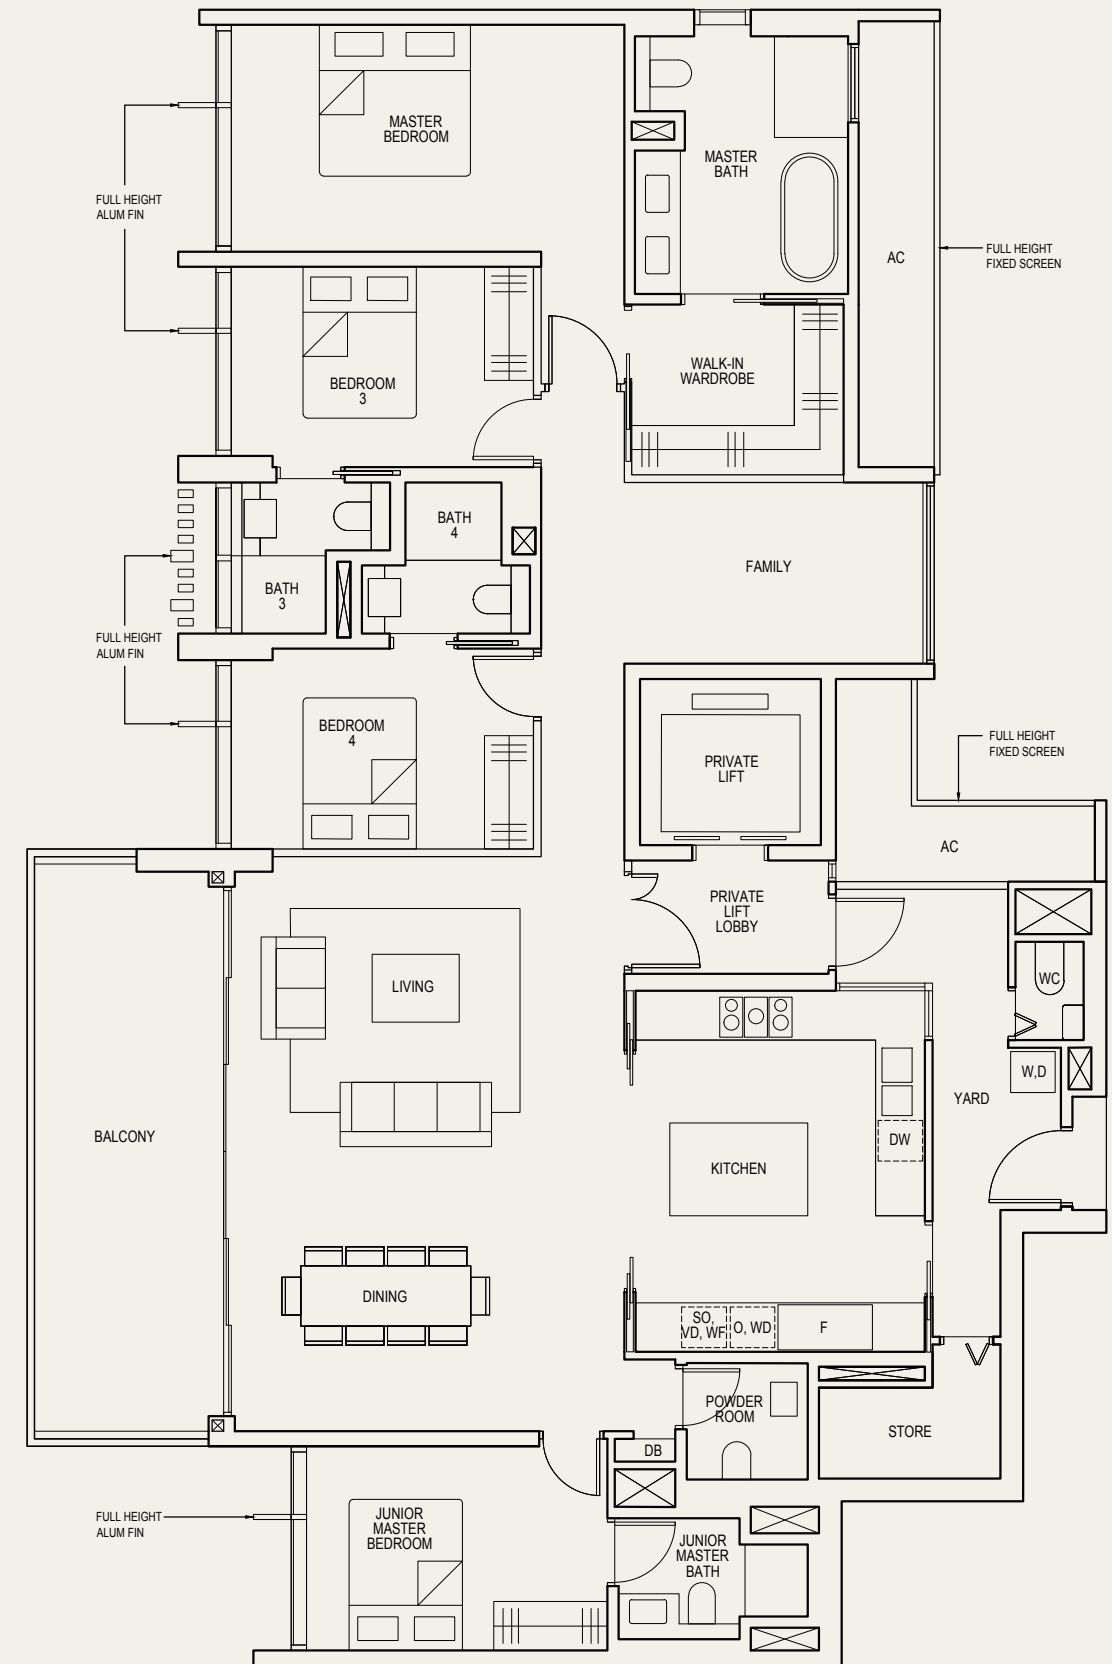 MASTER
BEDROOM
MASTER
BATH
FULL HEIGHT
ALUM FIN
AC
FULL HEIGHT
FIXED SCREEN
WALK-IN
WARDROBE
BEDROOM
3
BATH
4
FAMILY
BATH
3
FULL HEIGHT
ALUM FIN
BEDROOM
4
PRIVATE
LIFT
FULL HEIGHT
FIXED SCREEN
AC
PRIVATE
LIFT
LOBBY
LIVING
WC
W,D
YARD
BALCONY
DW
KITCHEN
DINING
SO,
VD, WF
O, WD
F
POWDER
ROOM
STORE
DB
FULL HEIGHT
ALUM FIN
JUNIOR
MASTER
BEDROOM
JUNIOR
MASTER
BATH